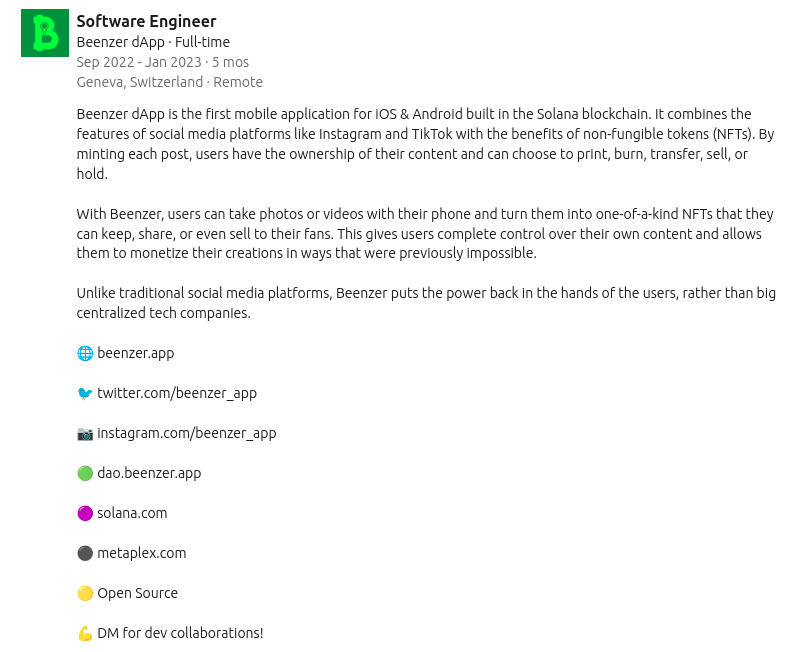 Software Engineer
Beenzer dApp · Full-time
Sep 2022 - Jan 2023 · 5 mos
Geneva, Switzerland · Remote
Beenzer dApp is the first mobile application for iOS & Android built in the Solana blockchain. It combines the
features of social media platforms like Instagram and TikTok with the benefits of non-fungible tokens (NFTs). By
minting each post, users have the ownership of their content and can choose to print, burn, transfer, sell, or
hold.
With Beenzer, users can take photos or videos with their phone and turn them into one-of-a-kind NFTs that they
can keep, share, or even sell to their fans. This gives users complete control over their own content and allows
them to monetize their creations in ways that were previously impossible.
Unlike traditional social media platforms, Beenzer puts the power back in the hands of the users, rather than big
centralized tech companies.
🌐 beenzer.app
🐦 twitter.com/beenzer_app
📷 instagram.com/beenzer_app
🟢 dao.beenzer.app
🟣 solana.com
⚫ metaplex.com
🟡 Open Source
💪 DM for dev collaborations!